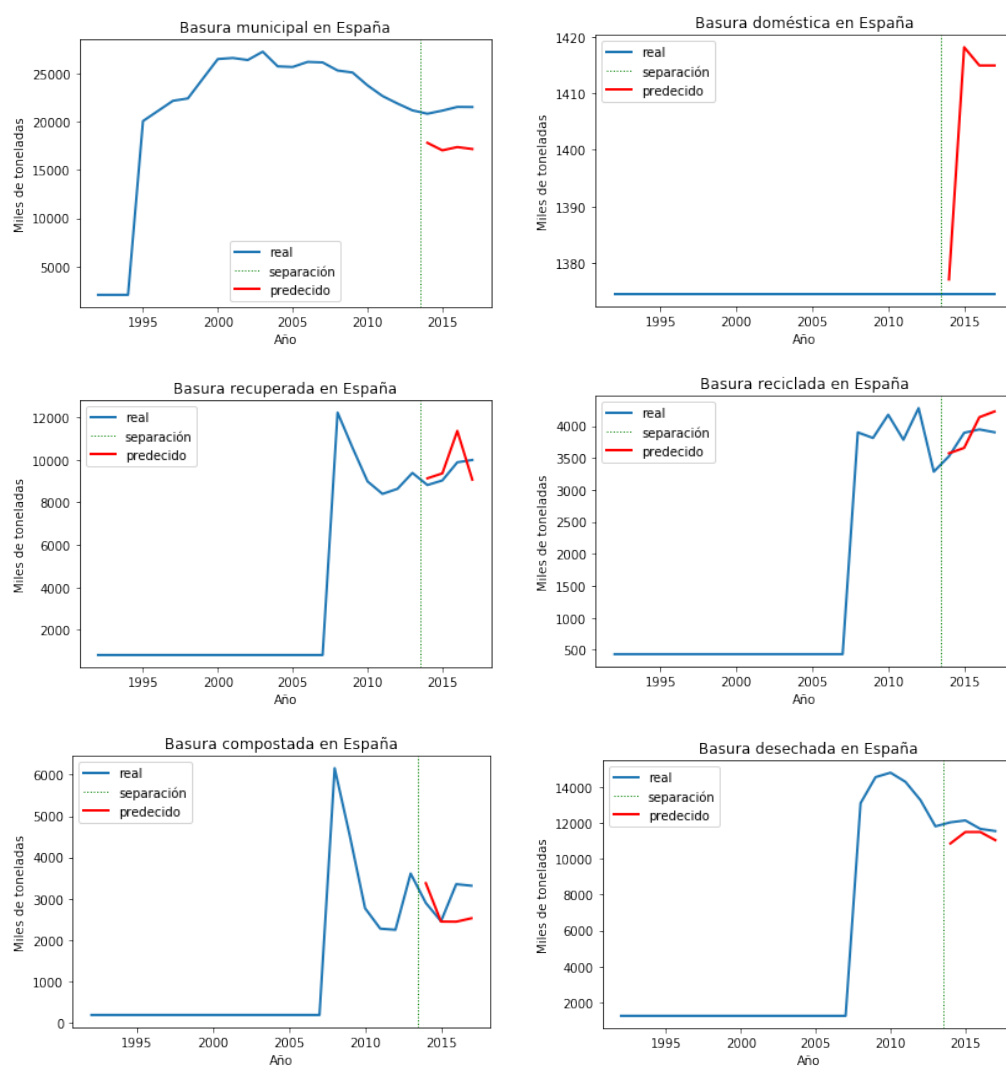 Basura municipal en España
Miles de toneladas
25000
20000
15000
10000
5000
real
separación
predecido
1995
2000
2005
2010
2015
Año
Basura doméstica en España
Miles de toneladas
1420
1410
1400
1390
1380
real
separación
predecido
1995
2000
2005
2010
2015
Año
Basura recuperada en España
Miles de toneladas
12000
10000
8000
6000
4000
2000
real
separación
predecido
1995
2000
2005
2010
2015
Año
Basura reciclada en España
Miles de toneladas
4000
3500
3000
2500
2000
1500
1000
500
real
separación
predecido
1995
2000
2005
2010
2015
Año
Basura compostada en España
Miles de toneladas
6000
5000
4000
3000
2000
1000
0
real
separación
predecido
1995
2000
2005
2010
2015
Año
Basura desechada en España
Miles de toneladas
14000
12000
10000
8000
6000
4000
2000
real
separación
predecido
1995
2000
2005
2010
2015
Año